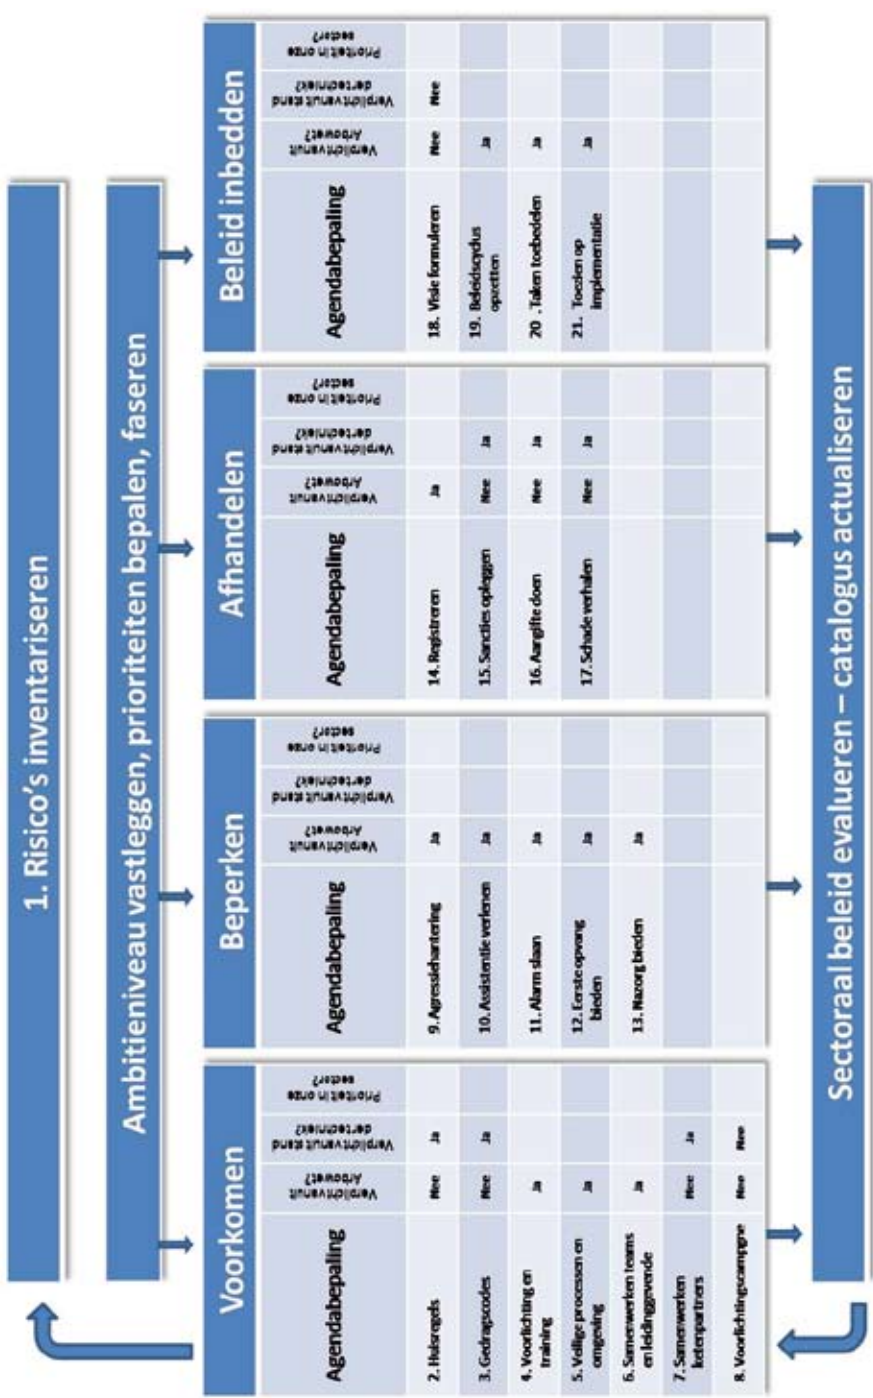 1. Risico's inventariseren
Ambitieniveau vastleggen, prioriteiten bepalen, faseren
Voorkomen
Agendabepaling
Verplicht vanuit
Arbowet?
Verplicht vanuit stand
der techniek?
Prioriteit in onze
sector?
2. Huisregels Nee Ja
3. Gedragscodes Nee Ja
4. Voorlichting en
training Ja
5. Veilige processen en
omgeving Ja
6. Samenwerken teams
en leidinggevende Ja
7. Samenwerken
ketenpartners Nee Ja
8. Voorlichtingscampgne Nee Nee
Beperken
Agendabepaling
Verplicht vanuit
Arbowet?
Verplicht vanuit stand
der techniek?
Prioriteit in onze
sector?
9. Agressiehantering Ja
10. Assistentie verlenen Ja
11. Alarm slaan Ja
12. Eerste opvang
bieden Ja
13. Nazorg bieden Ja
Afhandelen
Agendabepaling
Verplicht vanuit
Arbowet?
Verplicht vanuit stand
der techniek?
Prioriteit in onze
sector?
14. Registreren Ja
15. Sancties opleggen Nee Ja
16. Aangifte doen Nee Ja
17. Schade verhalen Nee Ja
Beleid inbedden
Agendabepaling
Verplicht vanuit
Arbowet?
Verplicht vanuit stand
der techniek?
Prioriteit in onze
sector?
18. Visie formuleren Nee Nee
19. Beleidscyclus
opzetten Ja
20 . Taken toebedelen Ja
21. Toezien op
implementatie Ja
Sectoraal beleid evalueren – catalogus actualiseren